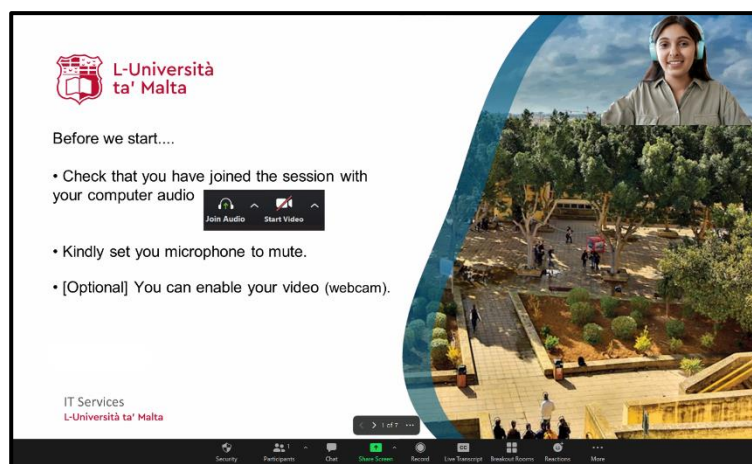 L-Università
ta' Malta
Before we start....
• Check that you have joined the session with
your computer audio
Join Audio
Start Video
• Kindly set you microphone to mute.
• [Optional] You can enable your video (webcam).
IT Services
L-Università ta' Malta
1 of 7
Security
Participants
1
Chat
Share Screen
Record
CC
Live Transcript
Breakout Rooms
Reactions
More